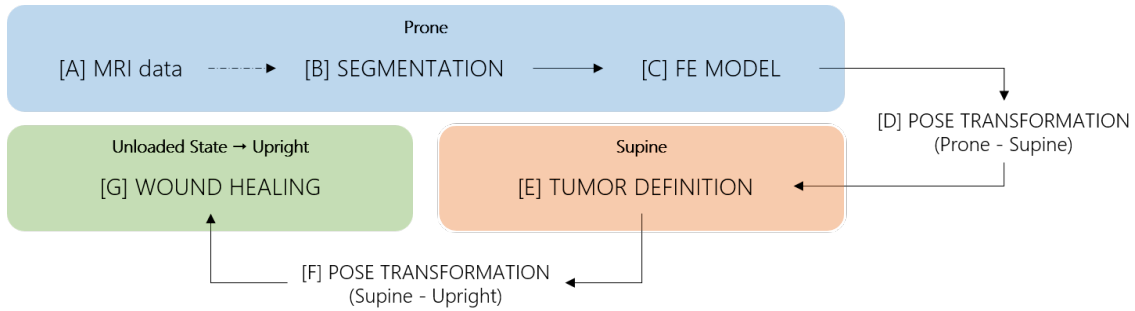 Prone
[A] MRI data
[B] SEGMENTATION
[C] FE MODEL
[D] POSE TRANSFORMATION
(Prone - Supine)
Unloaded State → Upright
[G] WOUND HEALING
Supine
[E] TUMOR DEFINITION
[F] POSE TRANSFORMATION
(Supine - Upright)